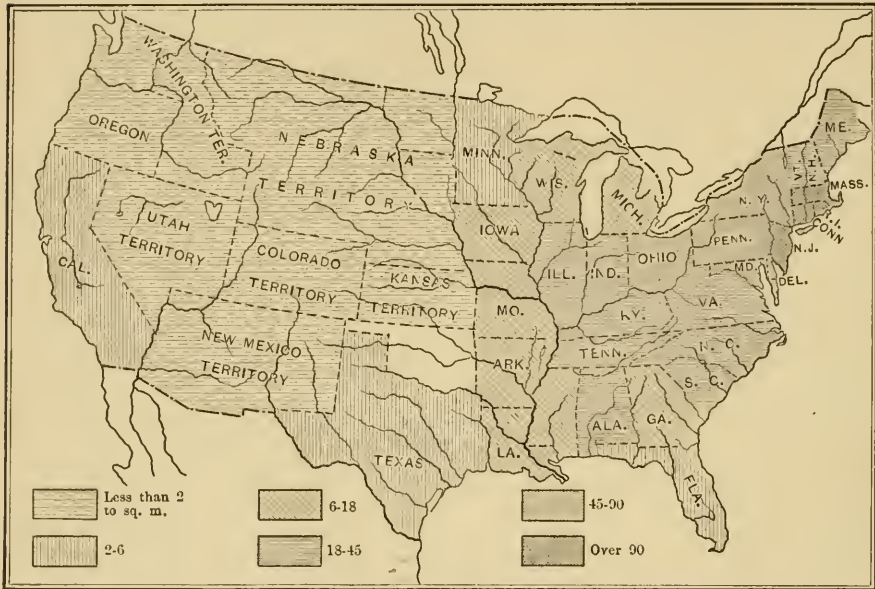 WASHINGTON TER.
OREGON
NEBRASKA
TERRITORY
MINN.
WIS.
MICH.
ME.
VT.
N.H.
MASS.
R.I.
CONN
N.Y.
UTAH
TERRITORY
IOWA
CAL.
COLORADO
TERRITORY
KANSAS
TERRITORY
ILL.
IND.
OHIO
PENN.
N.J.
MD.
DEL.
MO.
KY.
VA.
NEW MEXICO
TERRITORY
ARK.
TENN.
N. C.
S. C.
TEXAS
LA.
ALA.
GA.
FLA.
Less than 2
to sq. m.
6-18
45-90
2-6
18-45
Over 90